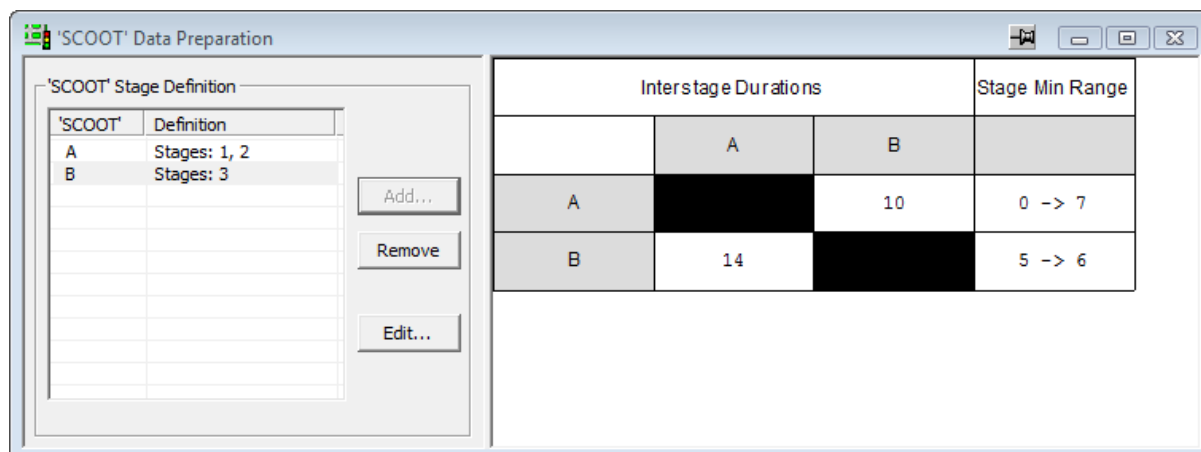 'SCOOT' Data Preparation
'SCOOT' Stage Definition
'SCOOT' Definition
A Stages: 1, 2
B Stages: 3
Add...
Remove
Edit...
Interstage Durations Stage Min Range
A B
A 10 0 -> 7
B 14 5 -> 6